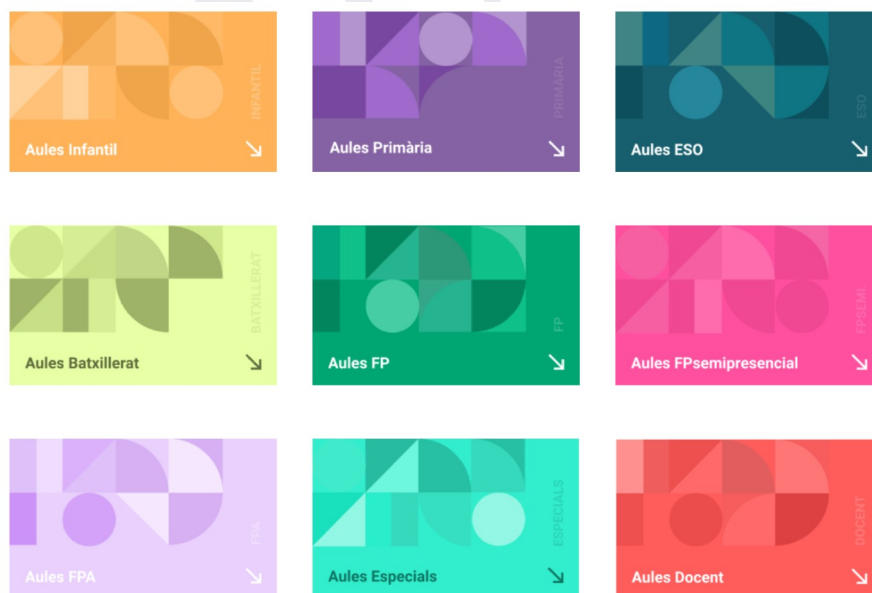 INFANTIL
Aules Infantil
PRIMÀRIA
Aules Primària
ESO
Aules ESO
BATXILLERAT
Aules Batxillerat
FP
Aules FP
FPSEMI.
Aules FPsemipresencial
FPA
Aules FPA
ESPECIALS
Aules Especials
DOCENT
Aules Docent